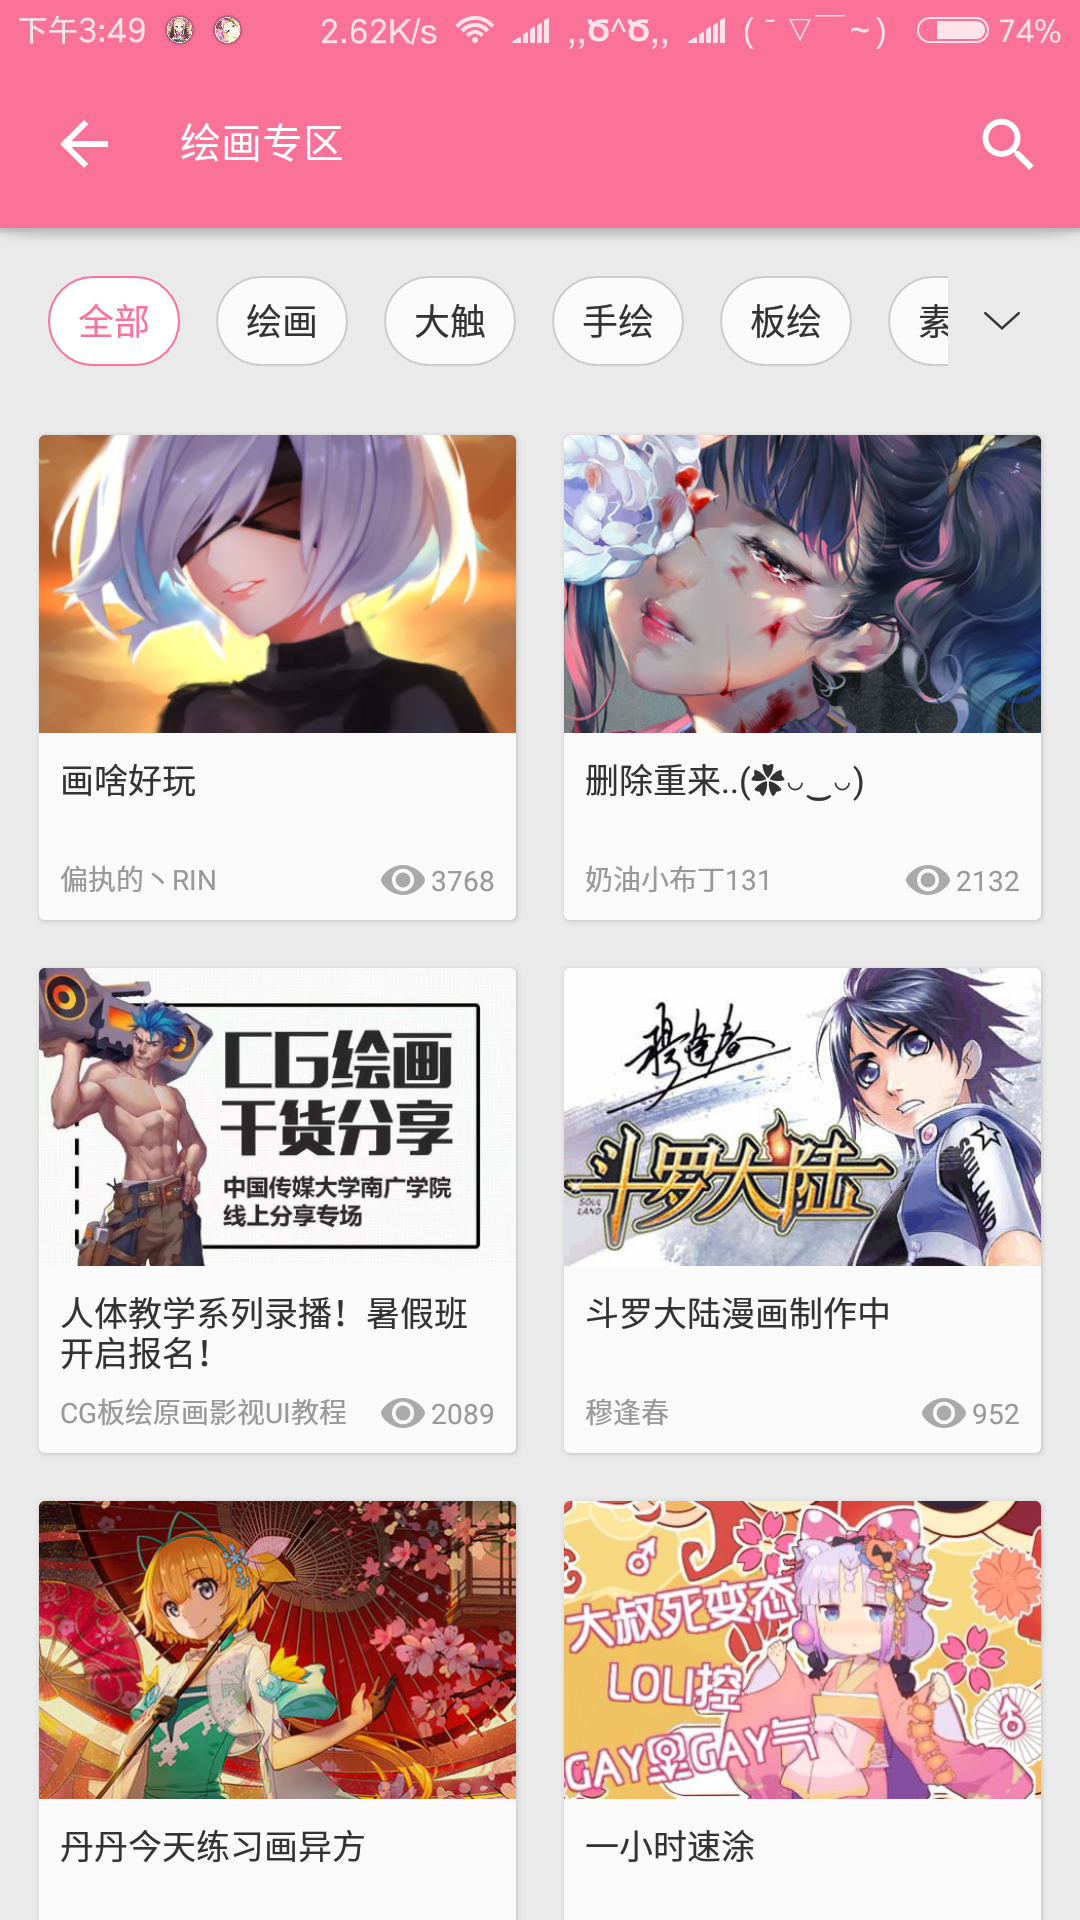 下午3:49 2.62K/s ,,Ծ^Ծ,, (￣▽￣~) 74%
绘画专区
全部 绘画 大触 手绘 板绘 素
画啥好玩
偏执的丶RIN 3768
删除重来..(✿◡‿◡)
奶油小布丁131 2132
CG绘画
干货分享
中国传媒大学南广学院
线上分享专场
人体教学系列录播！暑假班
开启报名！
CG板绘原画影视UI教程 2089
穆逢春
斗罗大陆
SOUL
LAND
SOULLAND
斗罗大陆漫画制作中
穆逢春 952
丹丹今天练习画异方
大叔死变态
LOLI控
GAY里GAY气
一小时速涂